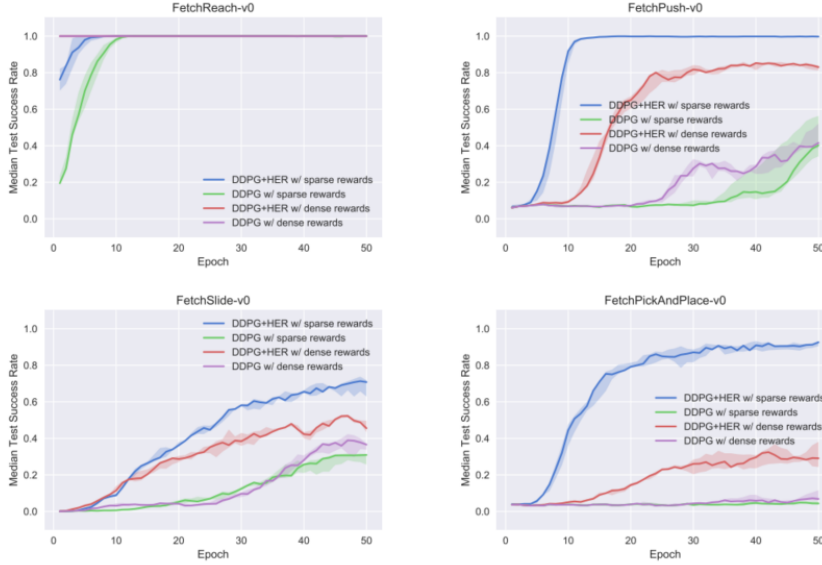 FetchReach-v0
Median Test Success Rate
1.0
0.8
0.6
0.4
0.2
0.0
DDPG+HER w/ sparse rewards
DDPG w/ sparse rewards
DDPG+HER w/ dense rewards
DDPG w/ dense rewards
0 10 20 30 40 50
Epoch
FetchPush-v0
Median Test Success Rate
1.0
0.8
0.6
0.4
0.2
0.0
DDPG+HER w/ sparse rewards
DDPG w/ sparse rewards
DDPG+HER w/ dense rewards
DDPG w/ dense rewards
0 10 20 30 40 50
Epoch
FetchSlide-v0
Median Test Success Rate
1.0
0.8
0.6
0.4
0.2
0.0
DDPG+HER w/ sparse rewards
DDPG w/ sparse rewards
DDPG+HER w/ dense rewards
DDPG w/ dense rewards
0 10 20 30 40 50
Epoch
FetchPickAndPlace-v0
Median Test Success Rate
1.0
0.8
0.6
0.4
0.2
0.0
DDPG+HER w/ sparse rewards
DDPG w/ sparse rewards
DDPG+HER w/ dense rewards
DDPG w/ dense rewards
0 10 20 30 40 50
Epoch